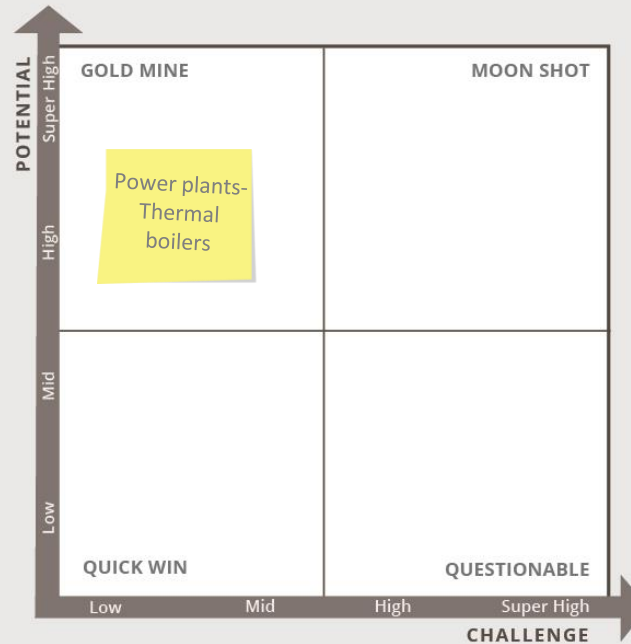 POTENTIAL
Super High
High
Mid
Low
GOLD MINE
MOON SHOT
Power plants-
Thermal
boilers
QUICK WIN
QUESTIONABLE
Low
Mid
High
Super High
CHALLENGE